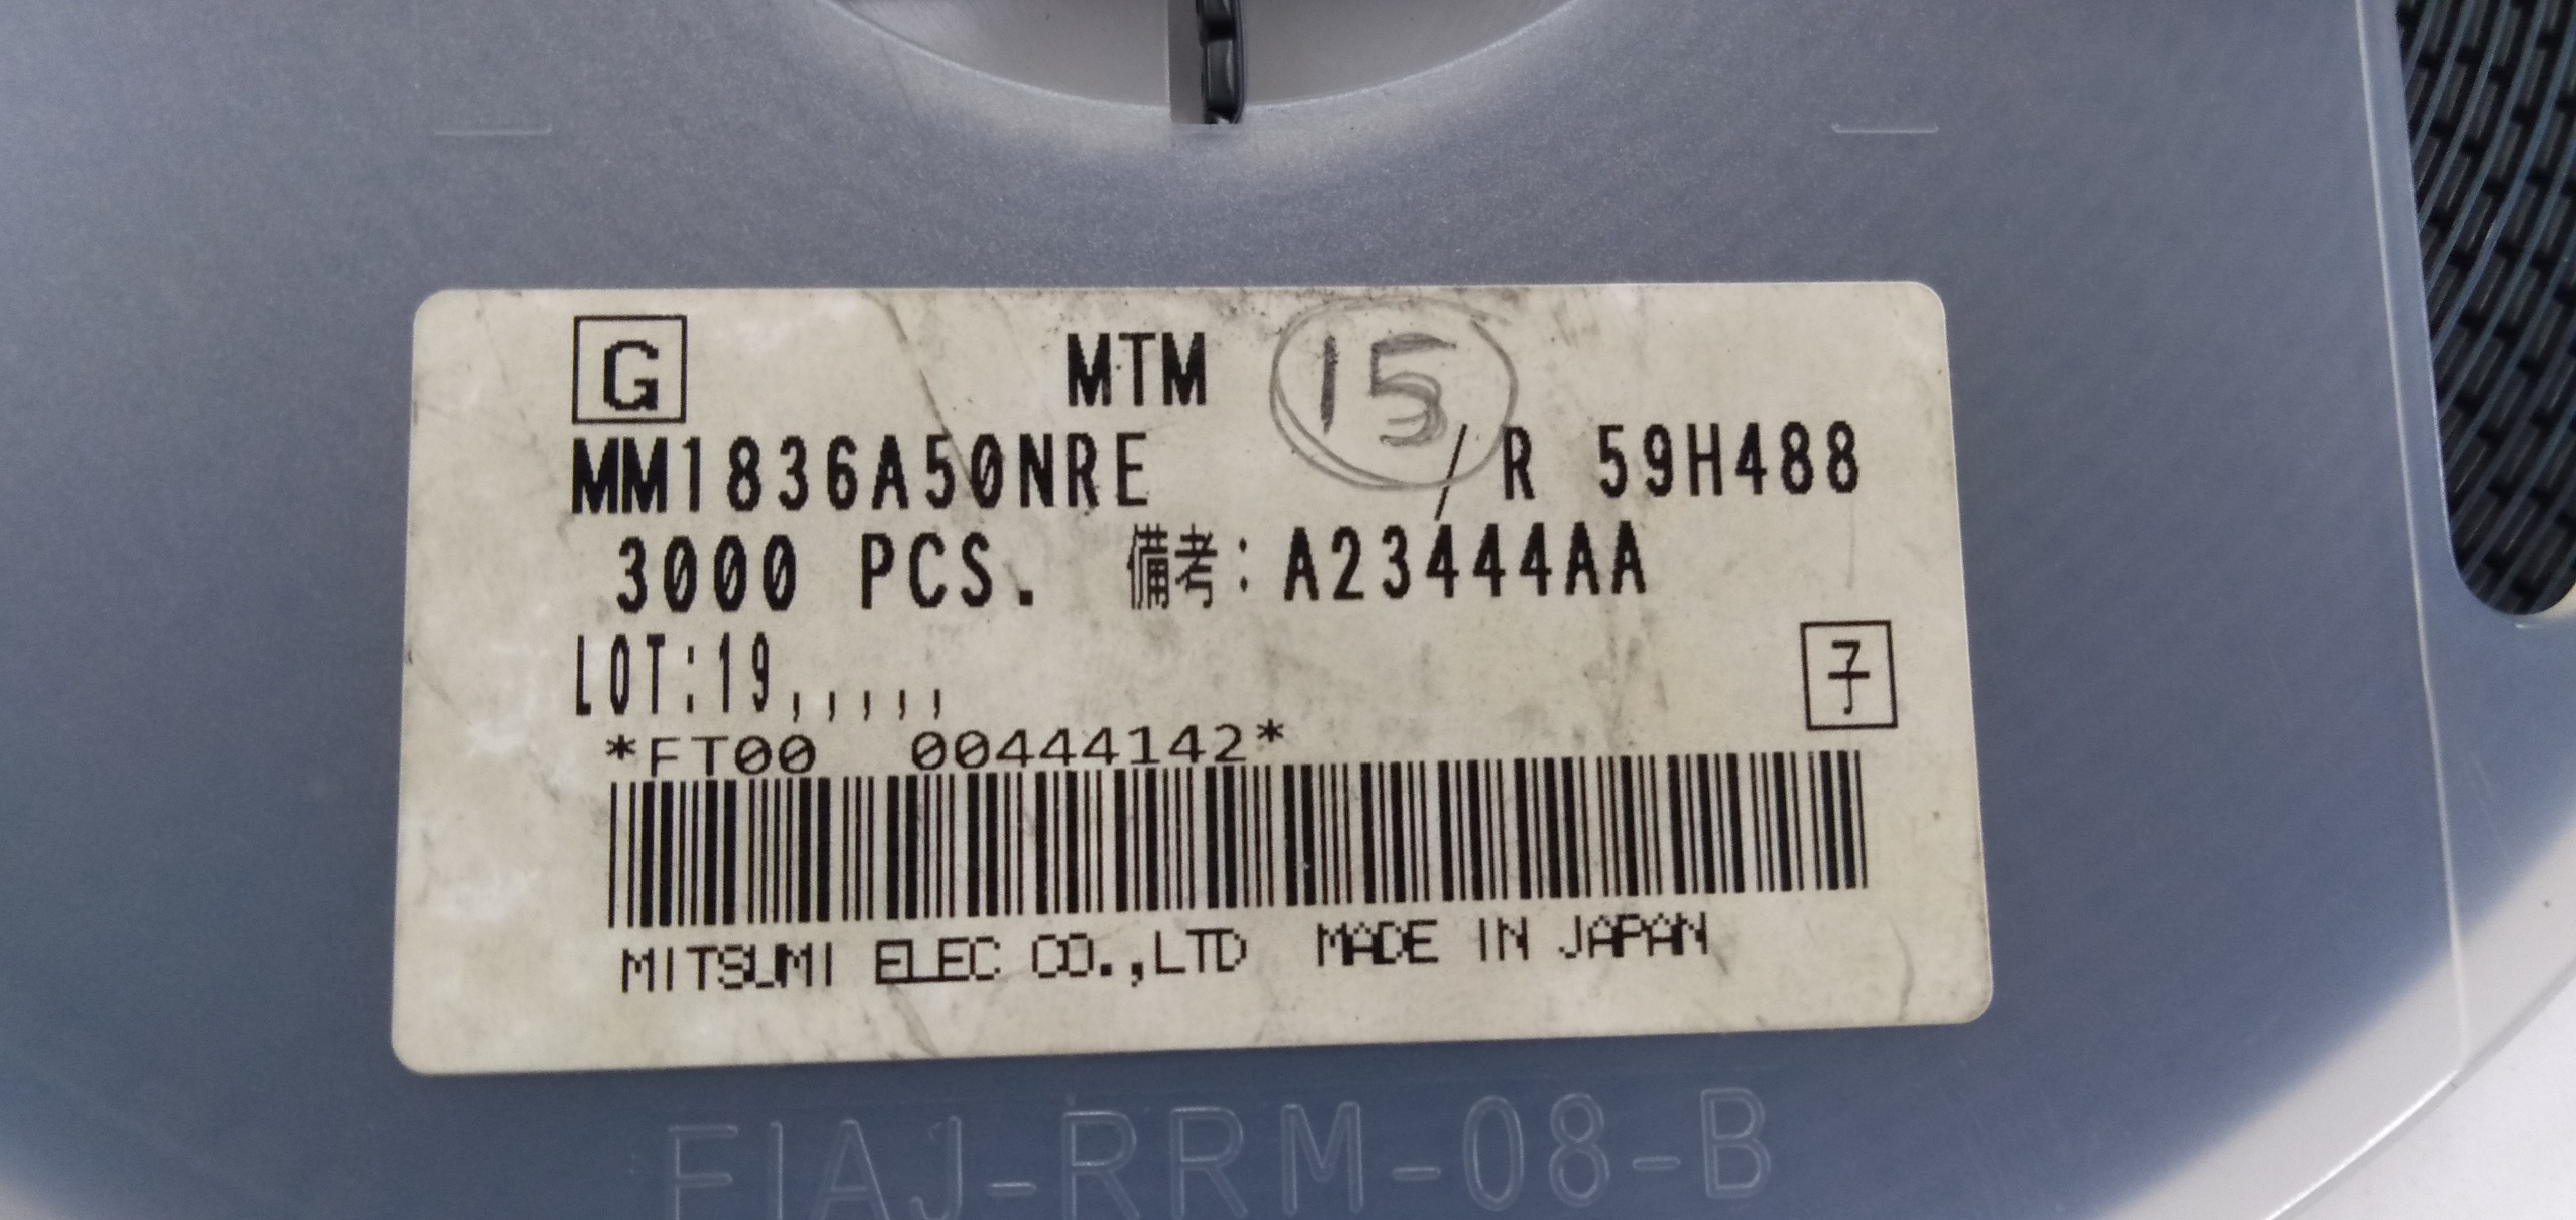 G MTM 15
MM1836A50NRE / R 59H488
3000 PCS. 備考: A23444AA
LOT:19,,,,,
子
*FT00 00444142*
MITSUMI ELEC CO.,LTD MADE IN JAPAN
EIAJ-RRM-08-B